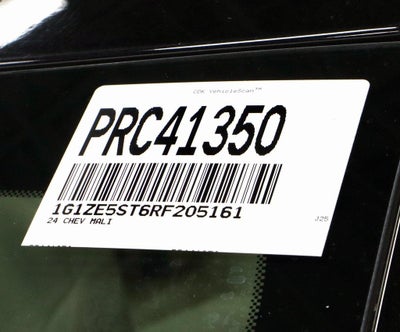 CDK VehicleScan™
PRC41350
1G1ZE5ST6RF205161
24 CHEV MALI
J25